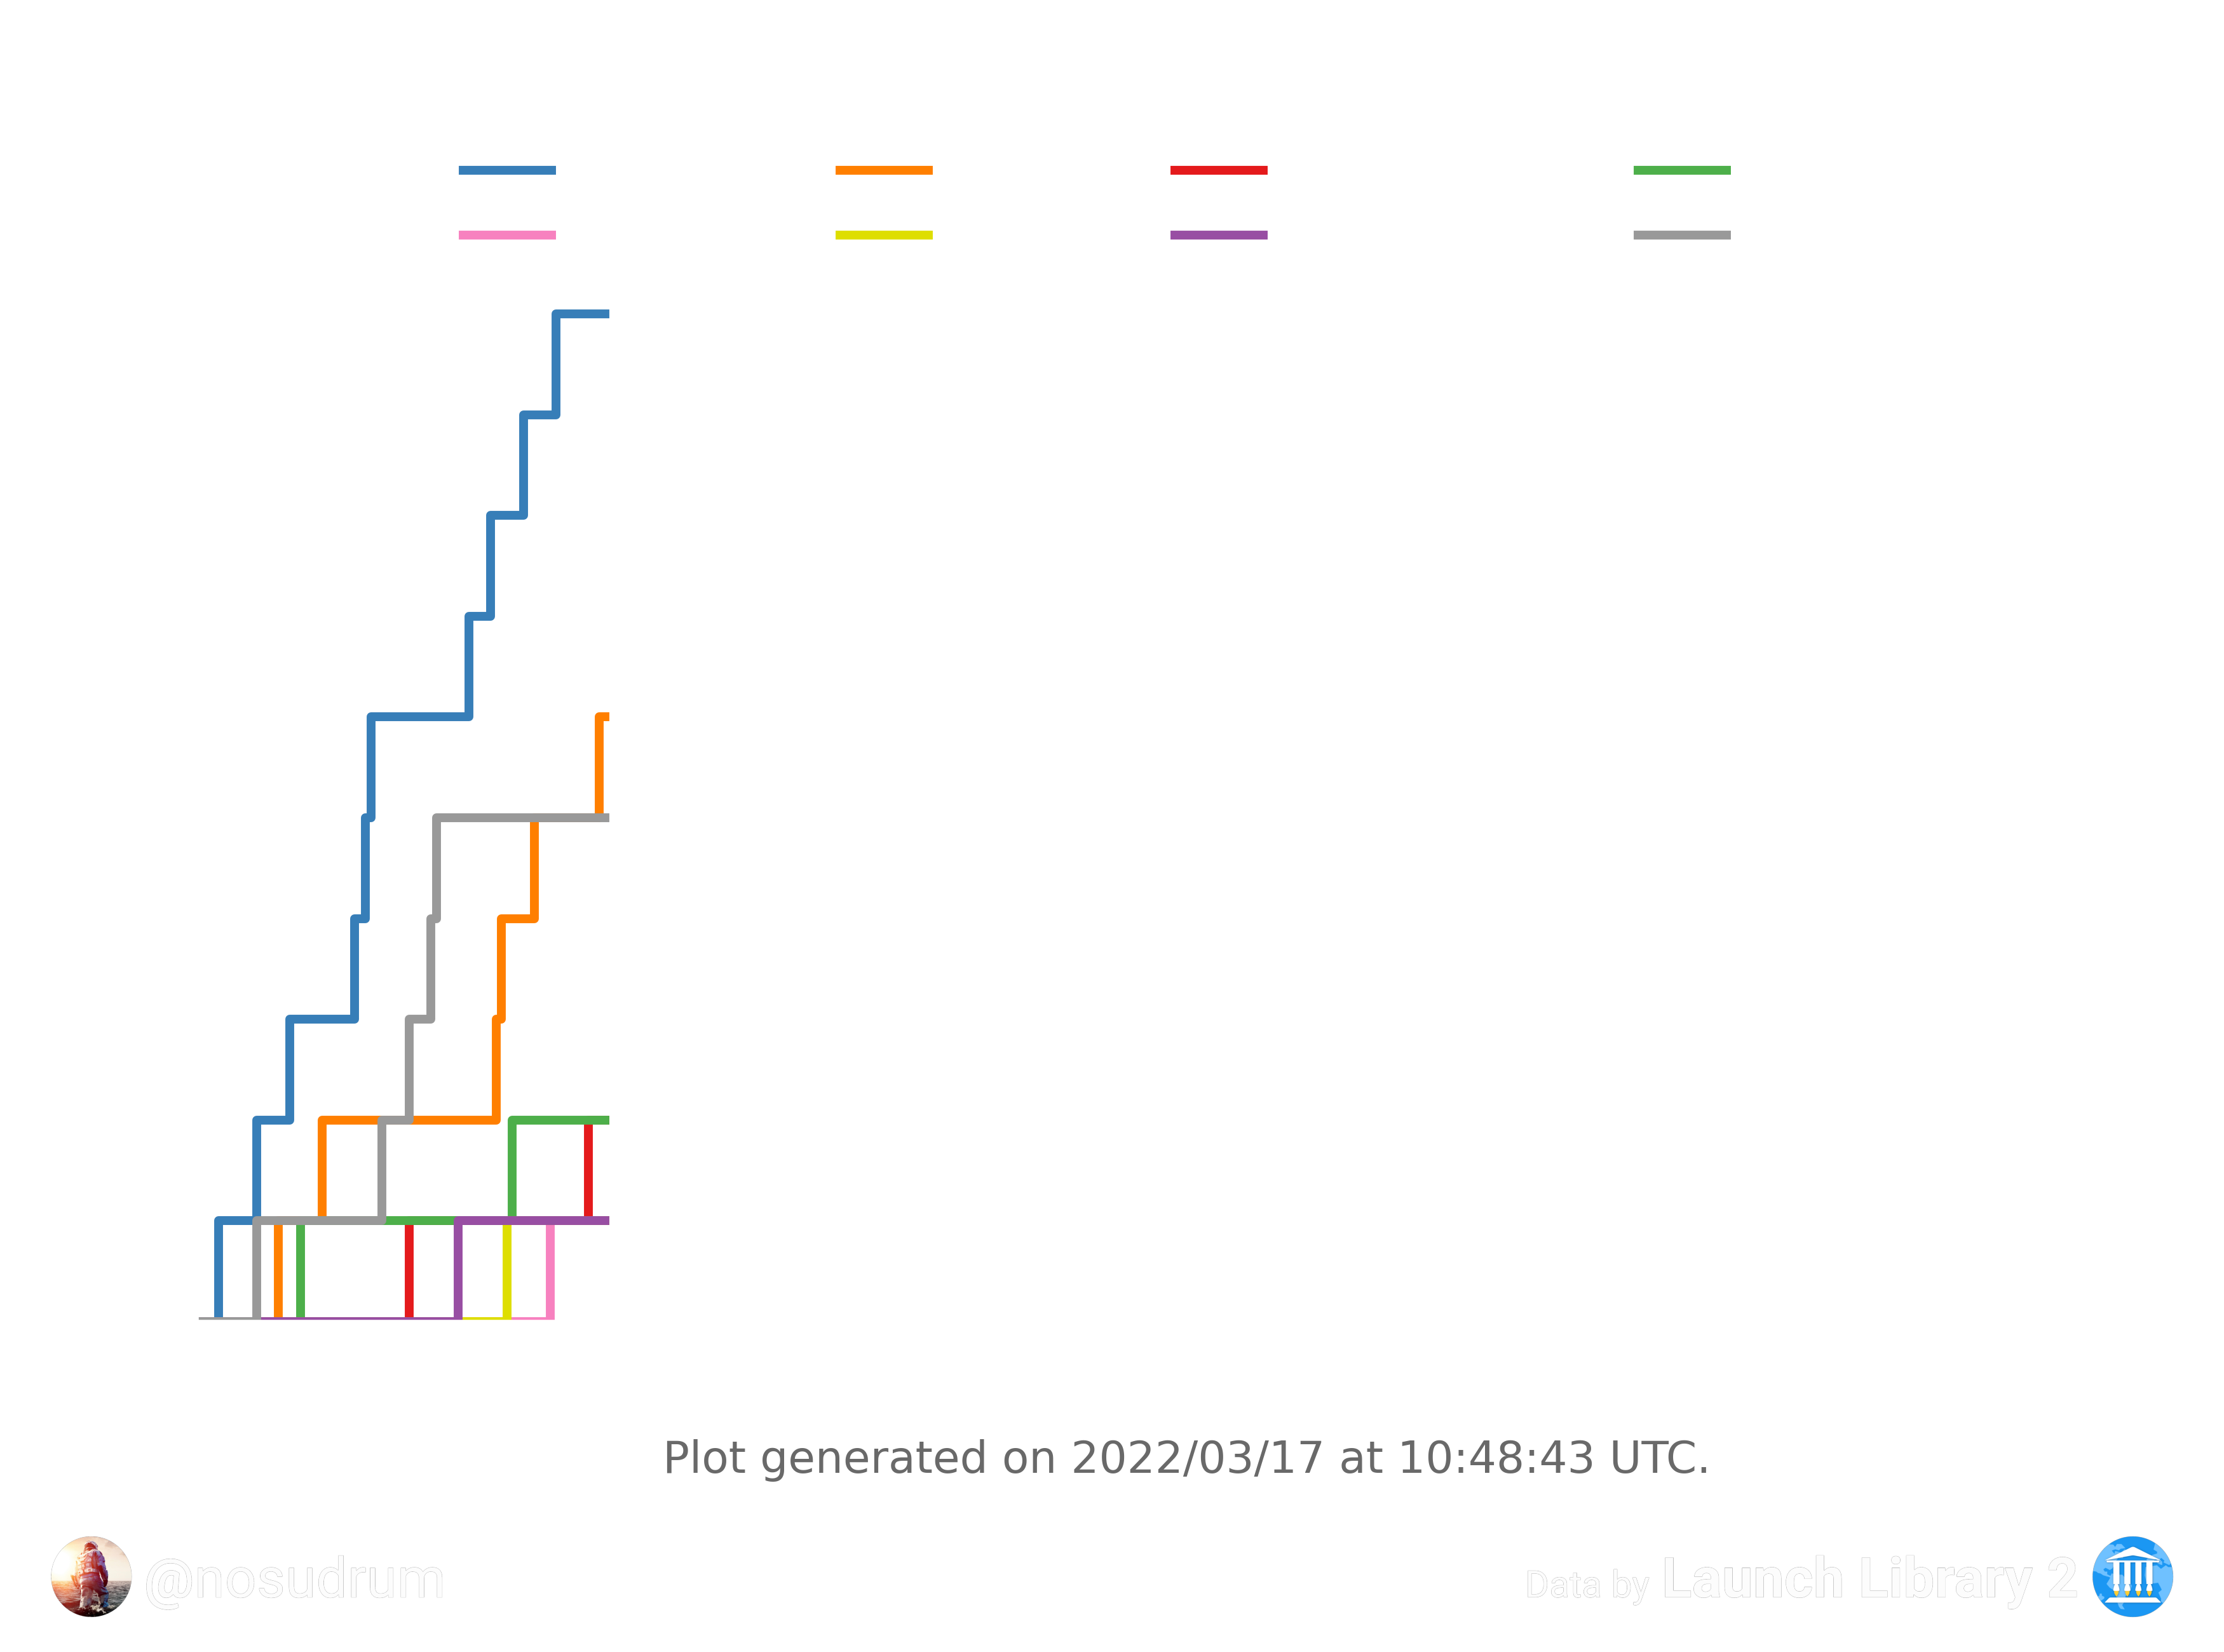 Plot generated on 2022/03/17 at 10:48:43 UTC.
@nosudrum
Data by Launch Library 2